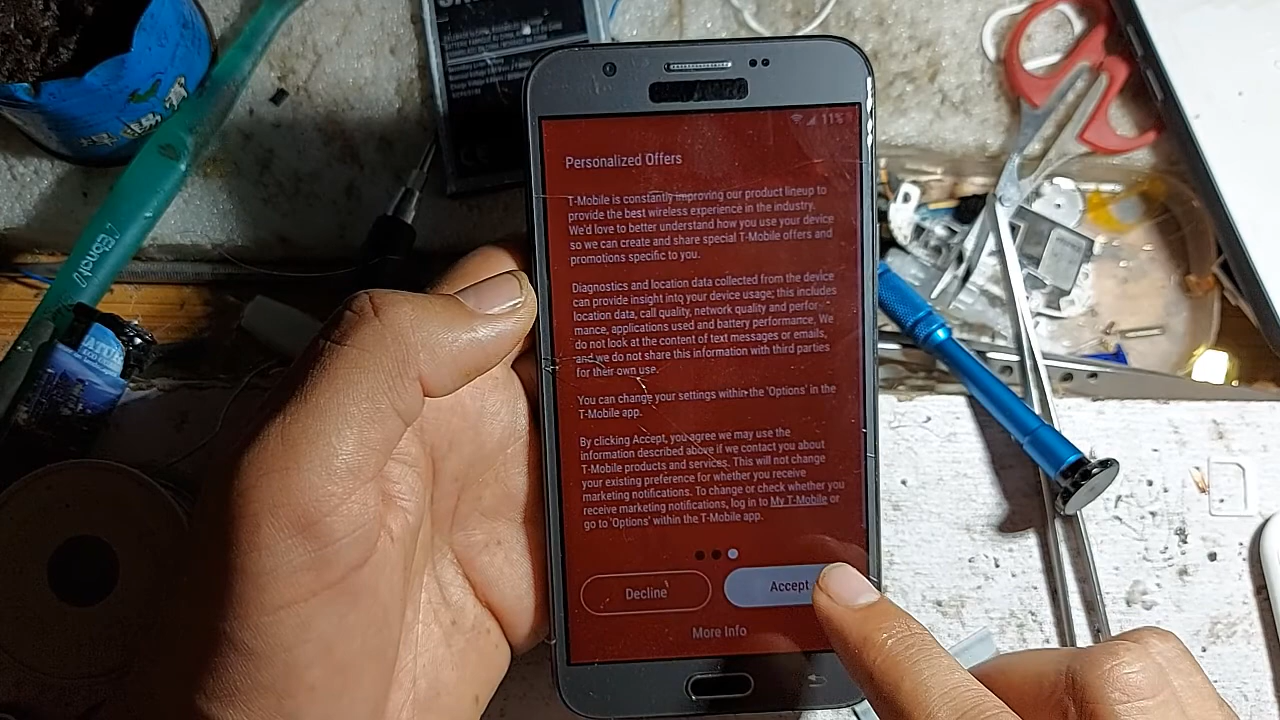 11%
Personalized Offers
T-Mobile is constantly improving our product lineup to
provide the best wireless experience in the industry.
We'd love to better understand how you use your device
so we can create and share special T-Mobile offers and
promotions specific to you.
Diagnostics and location data collected from the device
can provide insight into your device usage; this includes
location data, call quality, network quality and perfor-
mance, applications used and battery performance. We
do not look at the content of text messages or emails,
and we do not share this information with third parties
for their own use.
You can change your settings within the 'Options' in the
T-Mobile app.
By clicking Accept, you agree we may use the
information described above if we contact you about
T-Mobile products and services. This will not change
your existing preference for whether you receive
marketing notifications. To change or check whether you
receive marketing notifications, log in to My T-Mobile or
go to 'Options' within the T-Mobile app.
Decline
Accept
More Info